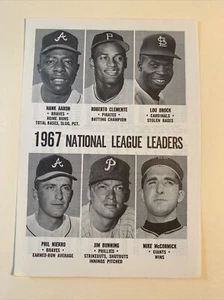 HANK AARON
• BRAVES •
HOME RUNS
TOTAL BASES, SLUG. PCT.
ROBERTO CLEMENTE
• PIRATES •
BATTING CHAMPION
LOU BROCK
• CARDINALS •
STOLEN BASES
1967 NATIONAL LEAGUE LEADERS
PHIL NIEKRO
• BRAVES •
EARNED-RUN AVERAGE
JIM BUNNING
• PHILLIES •
STRIKEOUTS, SHUTOUTS
INNINGS PITCHED
MIKE McCORMICK
• GIANTS •
WINS